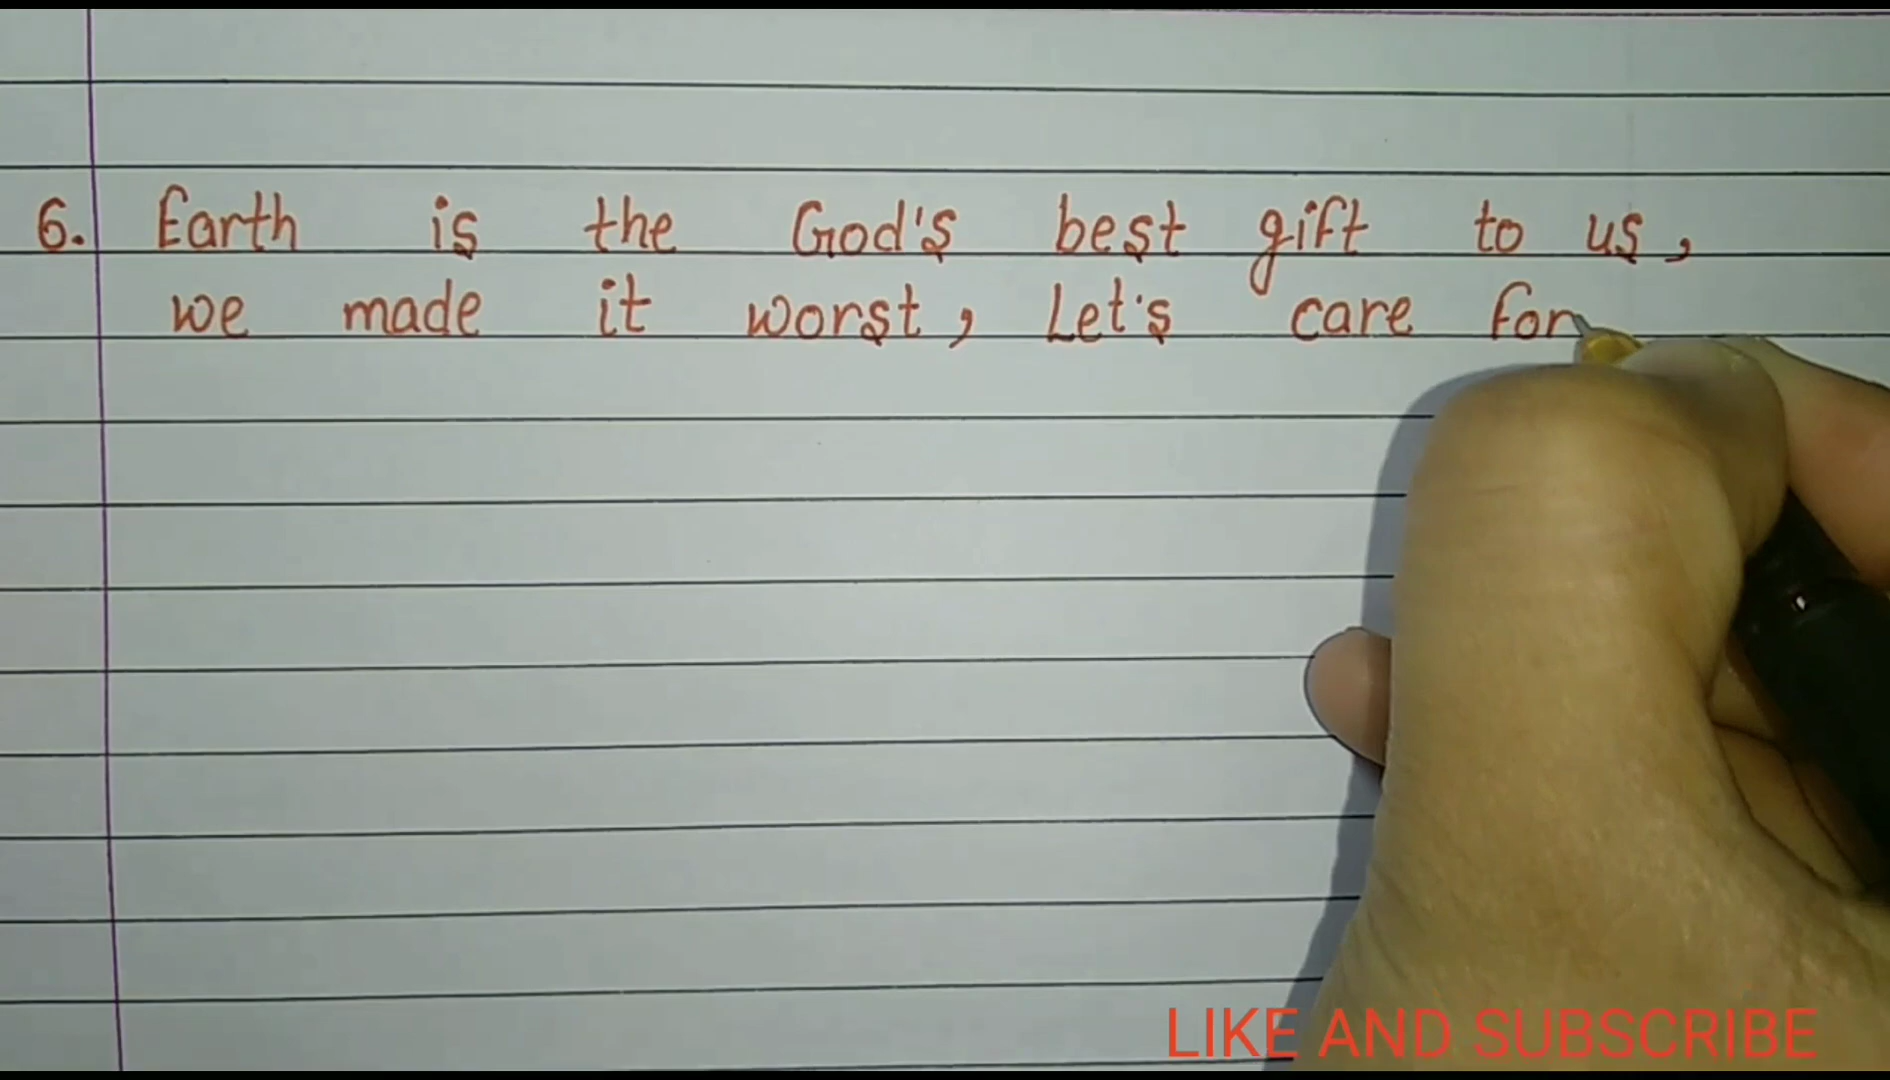 6. Earth is the God's best gift to us,
we made it worst, Let's care for
LIKE AND SUBSCRIBE